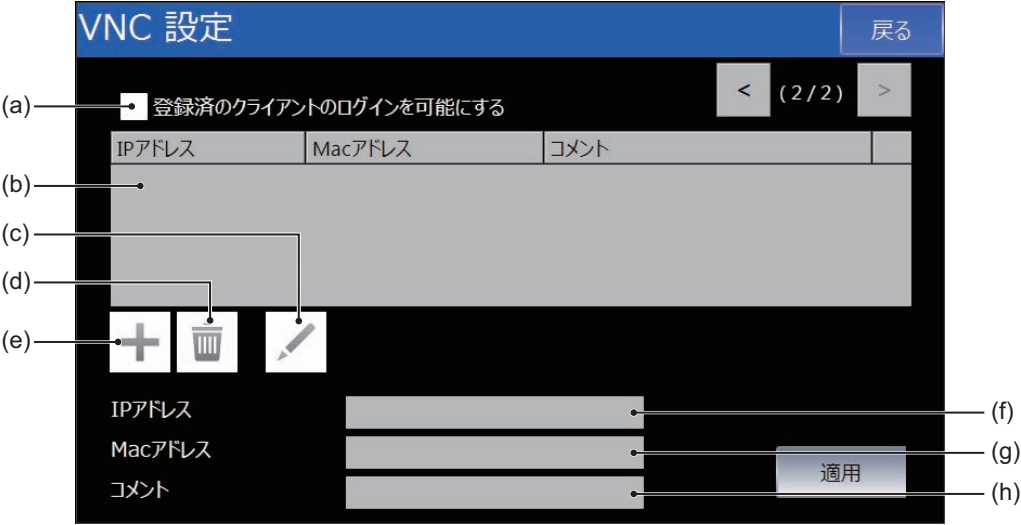 VNC 設定
戻る
< (2/2) >
(a) 登録済のクライアントのログインを可能にする
IPアドレス Macアドレス コメント
(b)
(c)
(d)
(e)
IPアドレス (f)
Macアドレス (g)
適用
コメント (h)